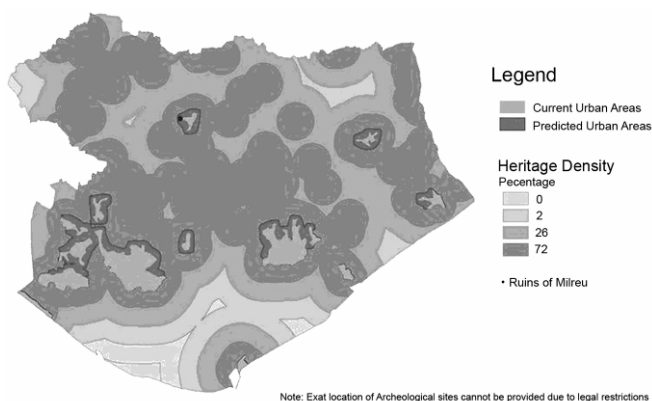 Legend
Current Urban Areas
Predicted Urban Areas
Heritage Density
Pecentage
0
2
26
72
• Ruins of Milreu
Note: Exat location of Archeological sites cannot be provided due to legal restrictions